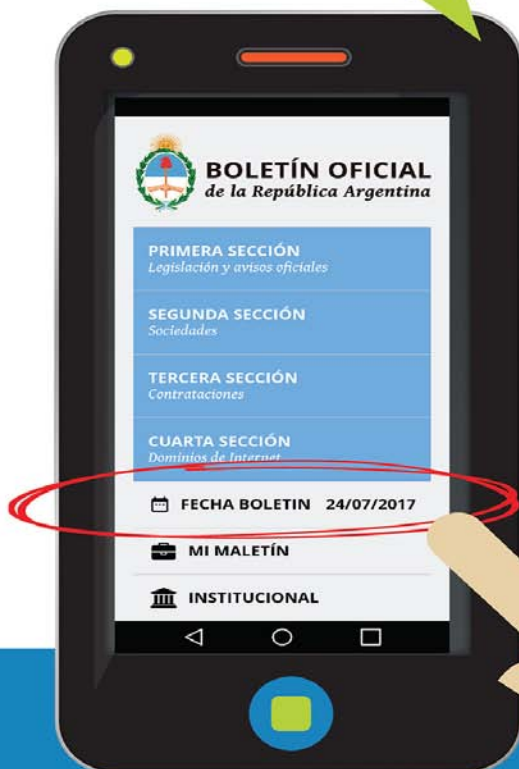 BOLETÍN OFICIAL
de la República Argentina
PRIMERA SECCIÓN
Legislación y avisos oficiales
SEGUNDA SECCIÓN
Sociedades
TERCERA SECCIÓN
Contrataciones
CUARTA SECCIÓN
Dominios de Internet
FECHA BOLETIN 24/07/2017
MI MALETÍN
INSTITUCIONAL